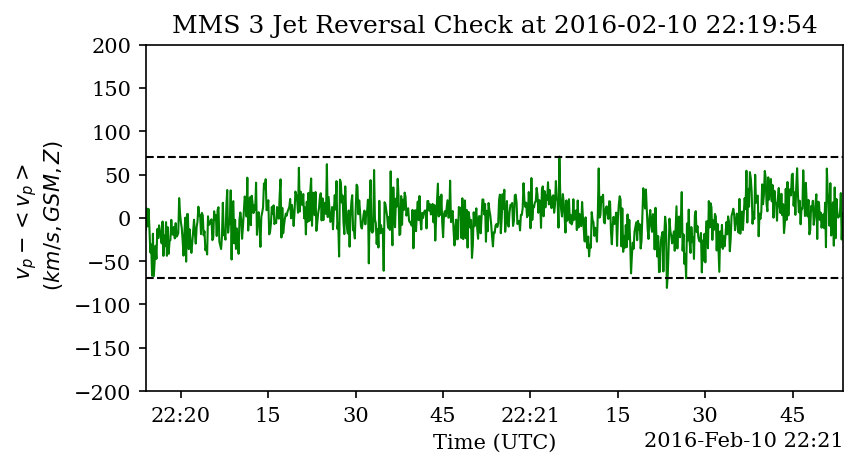 MMS 3 Jet Reversal Check at 2016-02-10 22:19:54
v_p − < v_p >
(km/s, GSM, Z)
200
150
100
50
0
−50
−100
−150
−200
22:20 15 30 45 22:21 15 30 45
Time (UTC) 2016-Feb-10 22:21